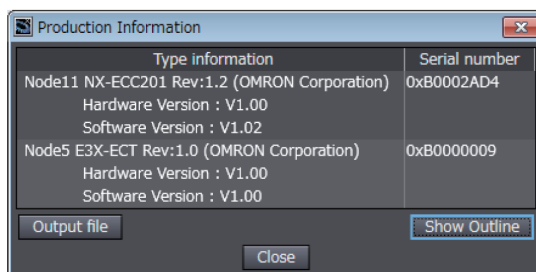 Production Information
Type information Serial number
Node11 NX-ECC201 Rev:1.2 (OMRON Corporation) 0xB0002AD4
Hardware Version : V1.00
Software Version : V1.02
Node5 E3X-ECT Rev:1.0 (OMRON Corporation) 0xB0000009
Hardware Version : V1.00
Software Version : V1.00
Output file Show Outline
Close